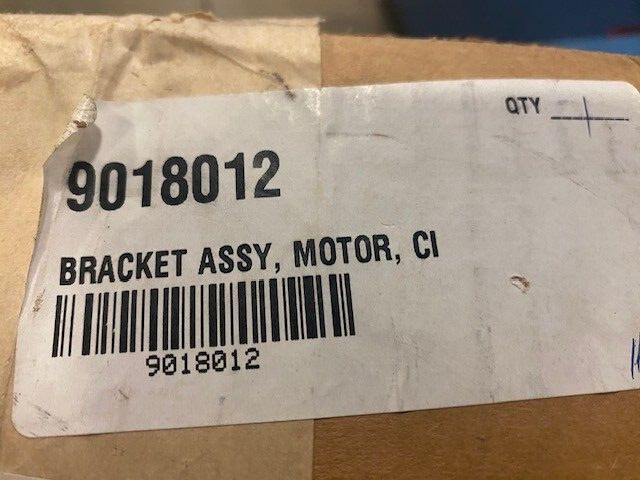 QTY
9018012
BRACKET ASSY, MOTOR, CI
9018012